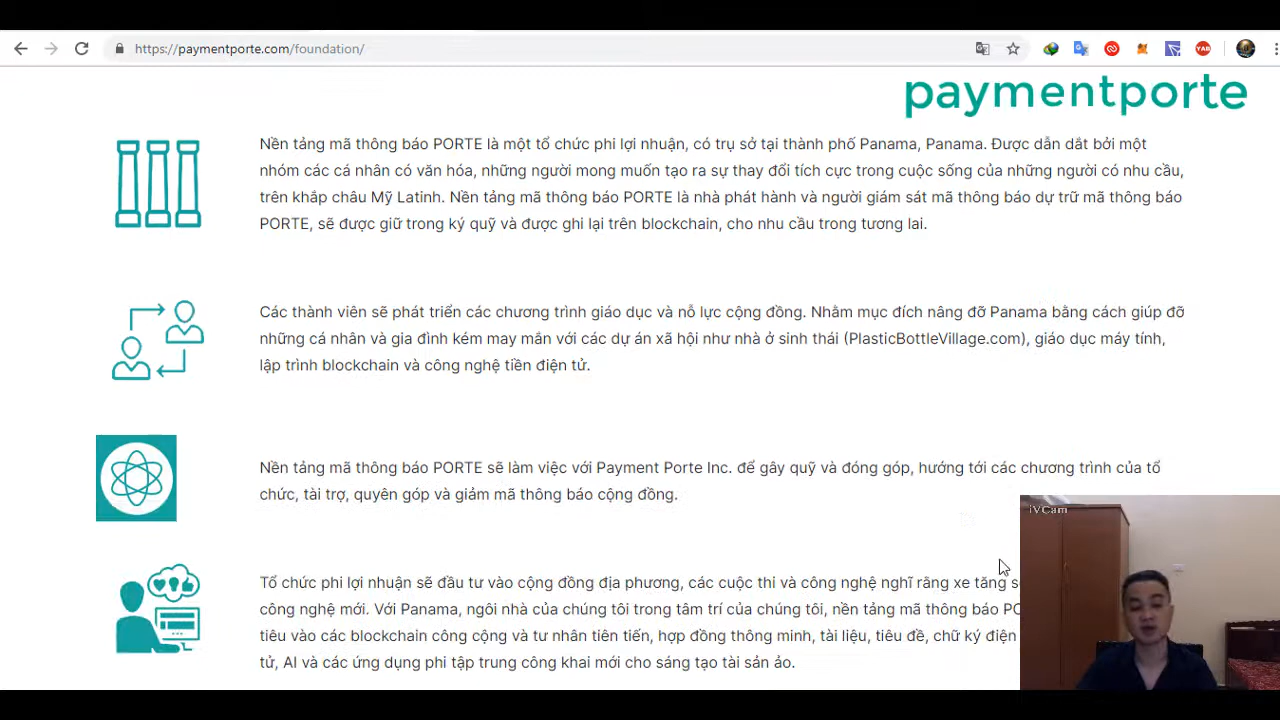 https://paymentporte.com/foundation/
paymentporte
Nền tảng mã thông báo PORTE là một tổ chức phi lợi nhuận, có trụ sở tại thành phố Panama, Panama. Được dẫn dắt bởi một
nhóm các cá nhân có văn hóa, những người mong muốn tạo ra sự thay đổi tích cực trong cuộc sống của những người có nhu cầu,
trên khắp châu Mỹ Latinh. Nền tảng mã thông báo PORTE là nhà phát hành và người giám sát mã thông báo dự trữ mã thông báo
PORTE, sẽ được giữ trong ký quỹ và được ghi lại trên blockchain, cho nhu cầu trong tương lai.
Các thành viên sẽ phát triển các chương trình giáo dục và nỗ lực cộng đồng. Nhằm mục đích nâng đỡ Panama bằng cách giúp đỡ
những cá nhân và gia đình kém may mắn với các dự án xã hội như nhà ở sinh thái (PlasticBottleVillage.com), giáo dục máy tính,
lập trình blockchain và công nghệ tiền điện tử.
Nền tảng mã thông báo PORTE sẽ làm việc với Payment Porte Inc. để gây quỹ và đóng góp, hướng tới các chương trình của tổ
chức, tài trợ, quyên góp và giảm mã thông báo cộng đồng.
iVCam
Tổ chức phi lợi nhuận sẽ đầu tư vào cộng đồng địa phương, các cuộc thi và công nghệ nghĩ rằng xe tăng
công nghệ mới. Với Panama, ngôi nhà của chúng tôi trong tâm trí của chúng tôi, nền tảng mã thông báo
tiêu vào các blockchain công cộng và tư nhân tiên tiến, hợp đồng thông minh, tài liệu, tiêu đề, chữ ký điện
tử, AI và các ứng dụng phi tập trung công khai mới cho sáng tạo tài sản ảo.